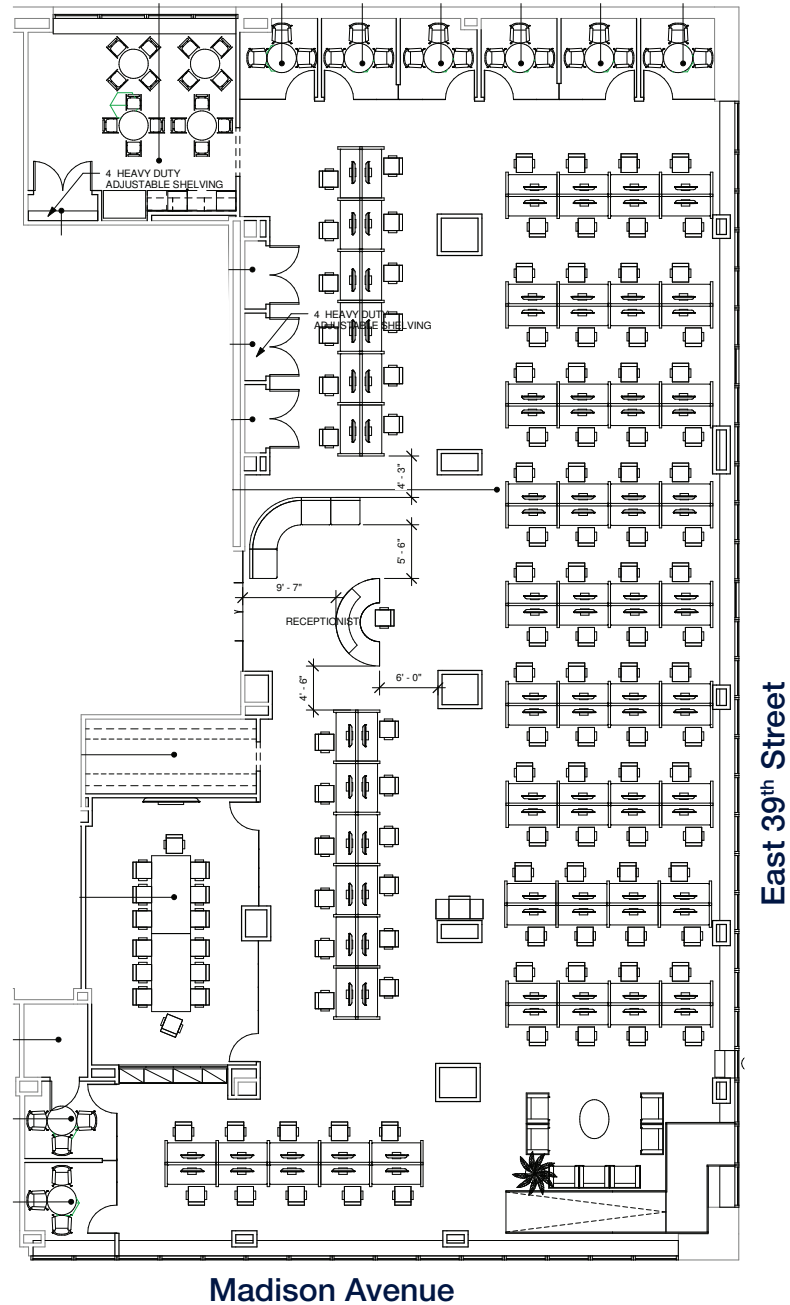 4 HEAVY DUTY
ADJUSTABLE SHELVING
4 HEAVY DUTY
ADJUSTABLE SHELVING
4' - 3"
5' - 6"
9' - 7"
RECEPTIONIST
4' - 6"
6' - 0"
East 39th Street
Madison Avenue